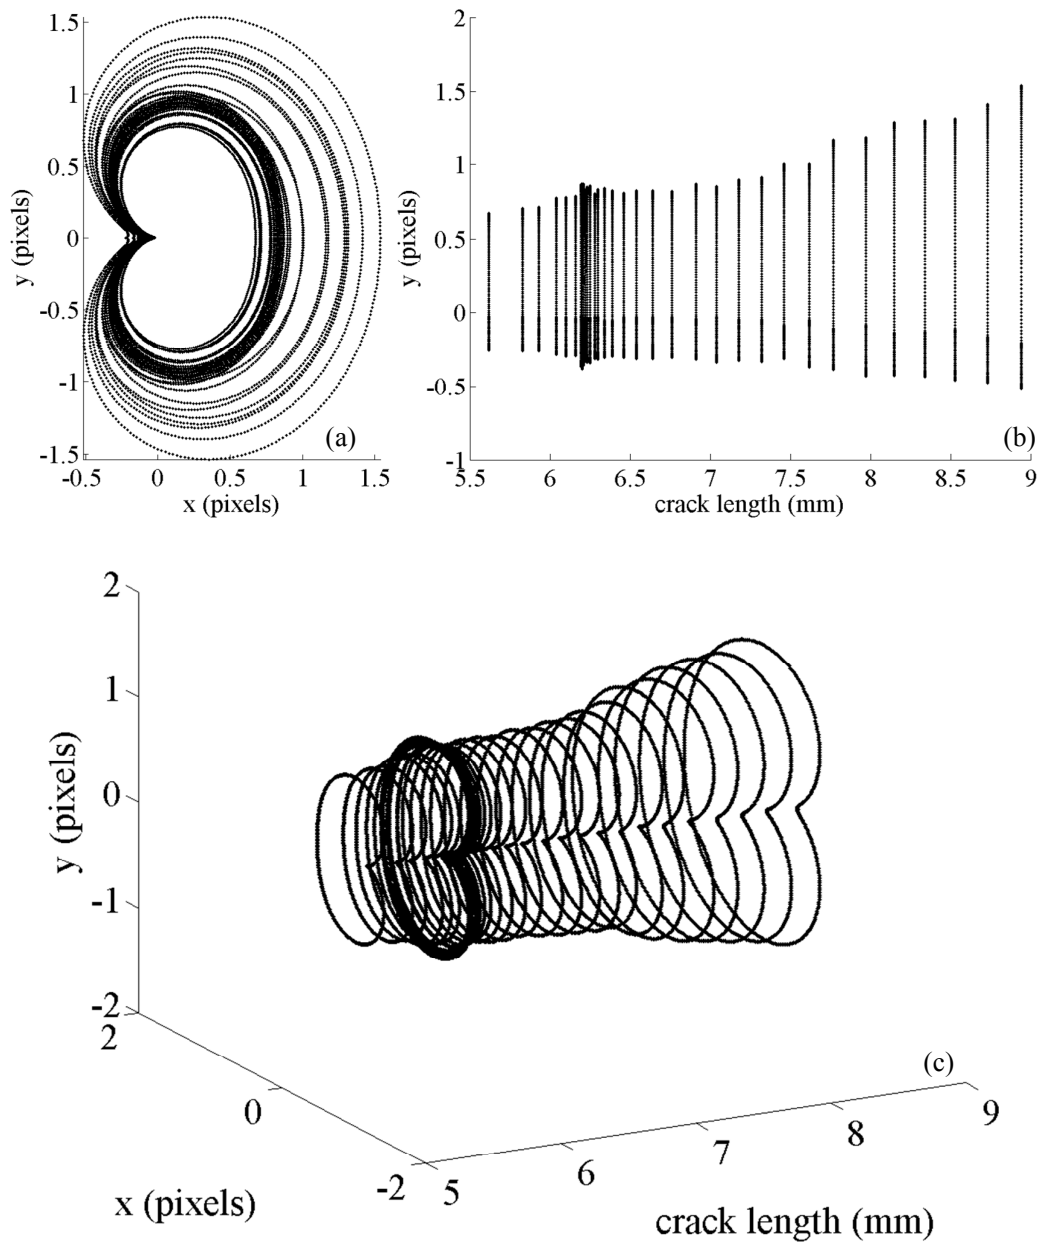 1.5
1
0.5
0
-0.5
-1
-1.5
-0.5 0 0.5 1 1.5
x (pixels)
y (pixels)
(a)
2
1.5
1
0.5
0
-0.5
-1
5.5 6 6.5 7 7.5 8 8.5 9
crack length (mm)
y (pixels)
(b)
2
1
0
-1
-2
y (pixels)
2
0
-2
x (pixels)
5 6 7 8 9
crack length (mm)
(c)